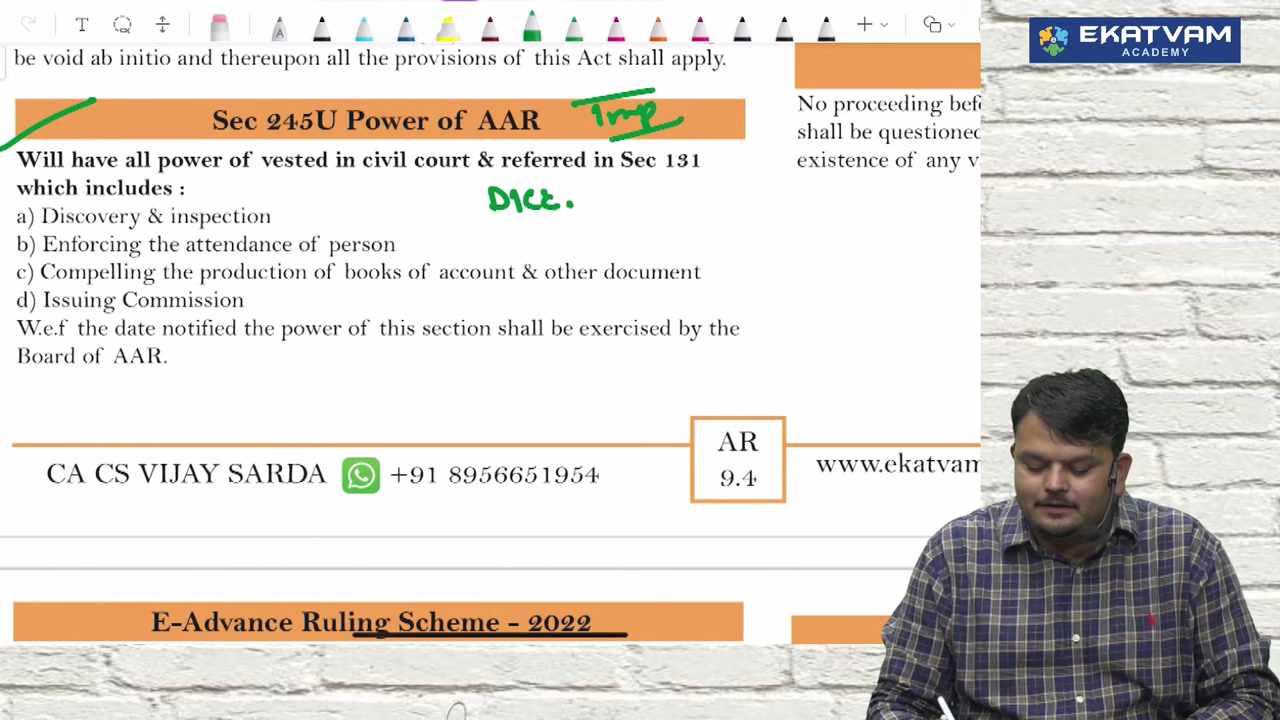 EKATVAM
ACADEMY
be void ab initio and thereupon all the provisions of this Act shall apply.
Sec 245U Power of AAR
Imp
Will have all power of vested in civil court & referred in Sec 131
which includes :
DICE.
a) Discovery & inspection
b) Enforcing the attendance of person
c) Compelling the production of books of account & other document
d) Issuing Commission
W.e.f the date notified the power of this section shall be exercised by the
Board of AAR.
No proceeding bef
shall be questioned
existence of any v
CA CS VIJAY SARDA +91 8956651954
AR
9.4
www.ekatvam
E-Advance Ruling Scheme - 2022